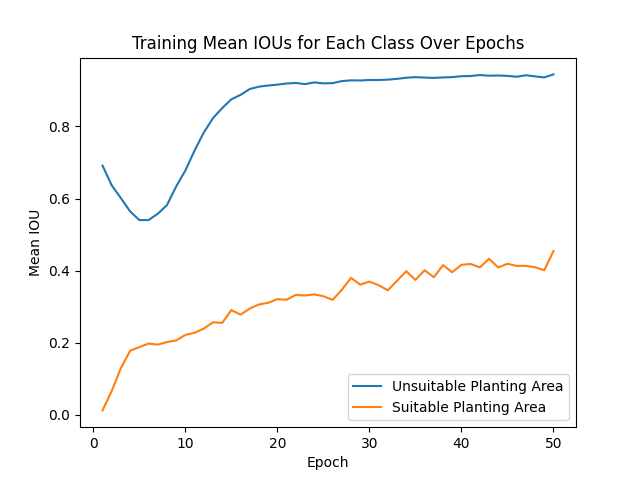 Training Mean IOUs for Each Class Over Epochs
Mean IOU
0.8
0.6
0.4
0.2
0.0
Unsuitable Planting Area
Suitable Planting Area
0 10 20 30 40 50
Epoch